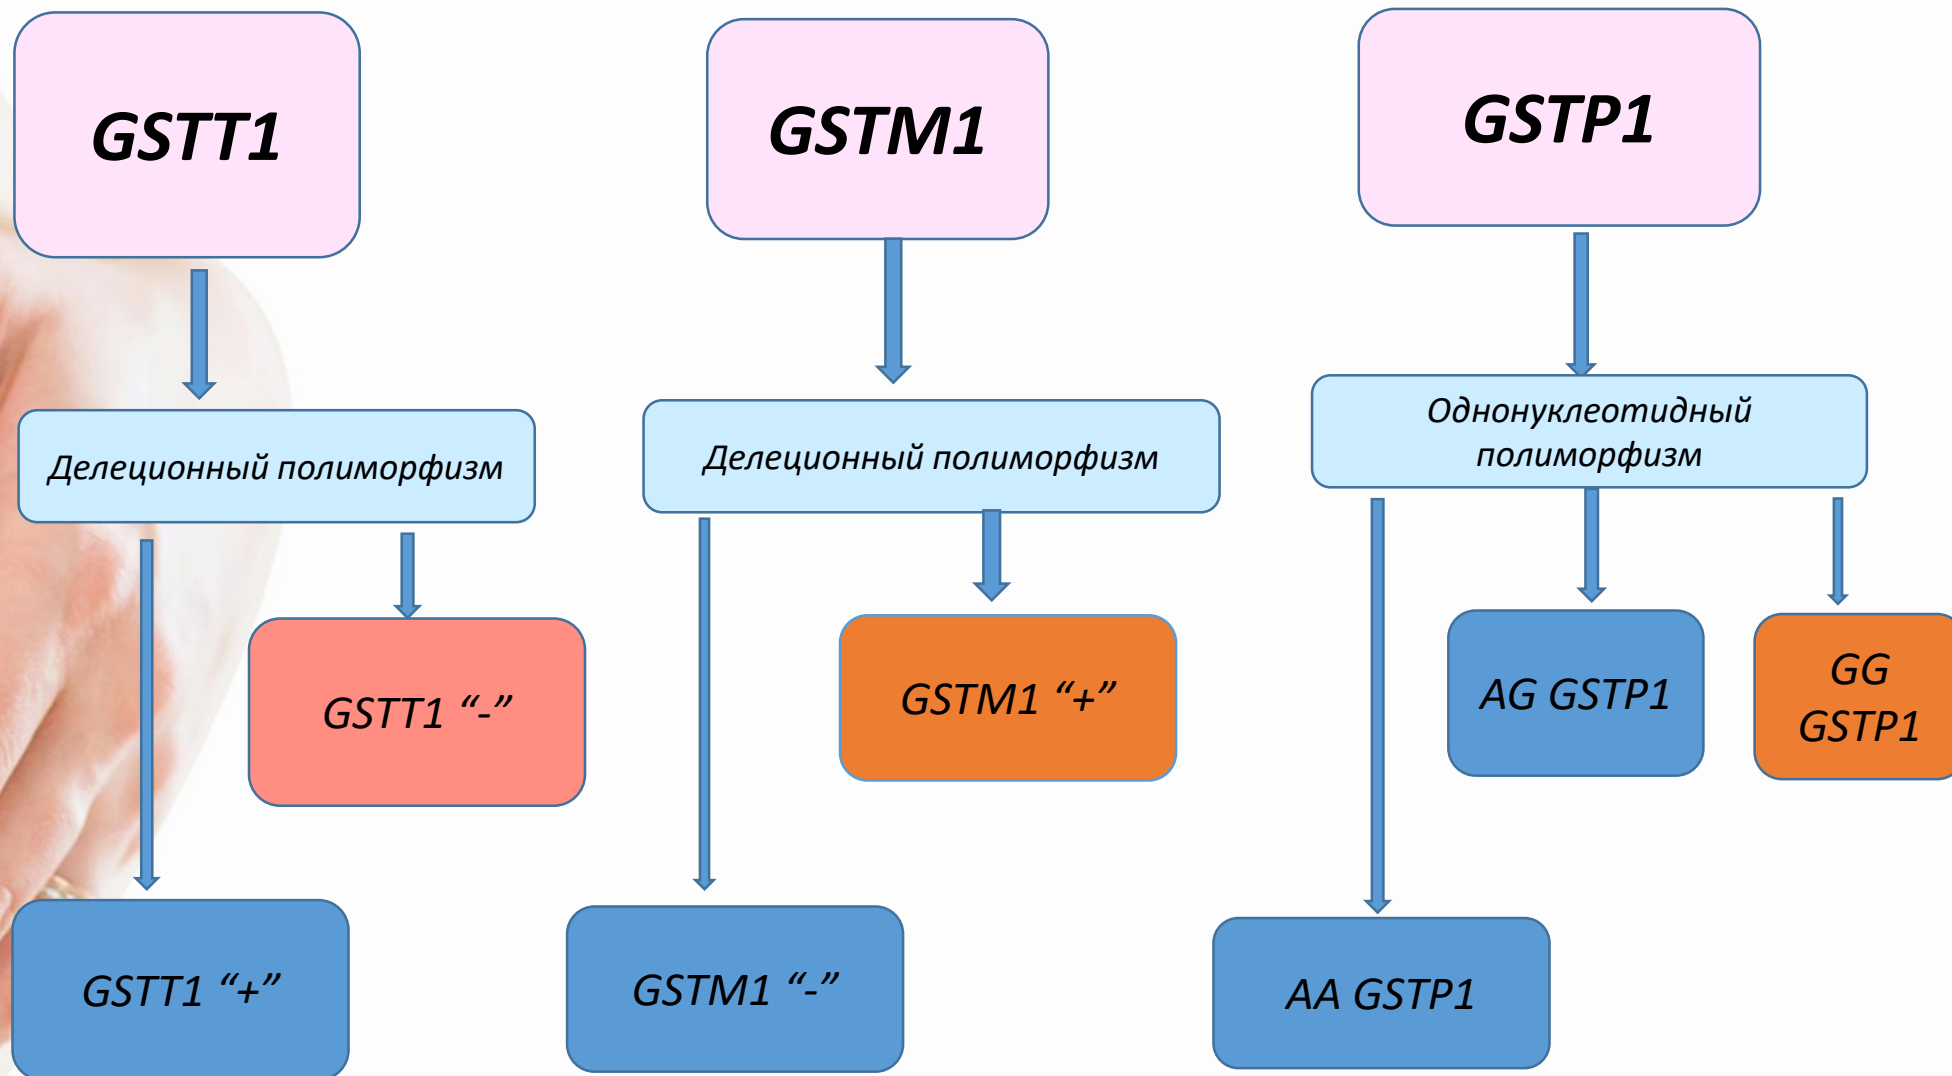 GSTT1
GSTM1
GSTP1
Делеционный полиморфизм
Делеционный полиморфизм
Однонуклеотидный
полиморфизм
GSTT1 “-”
GSTM1 “+”
AG GSTP1
GG
GSTP1
GSTT1 “+”
GSTM1 “-”
AA GSTP1